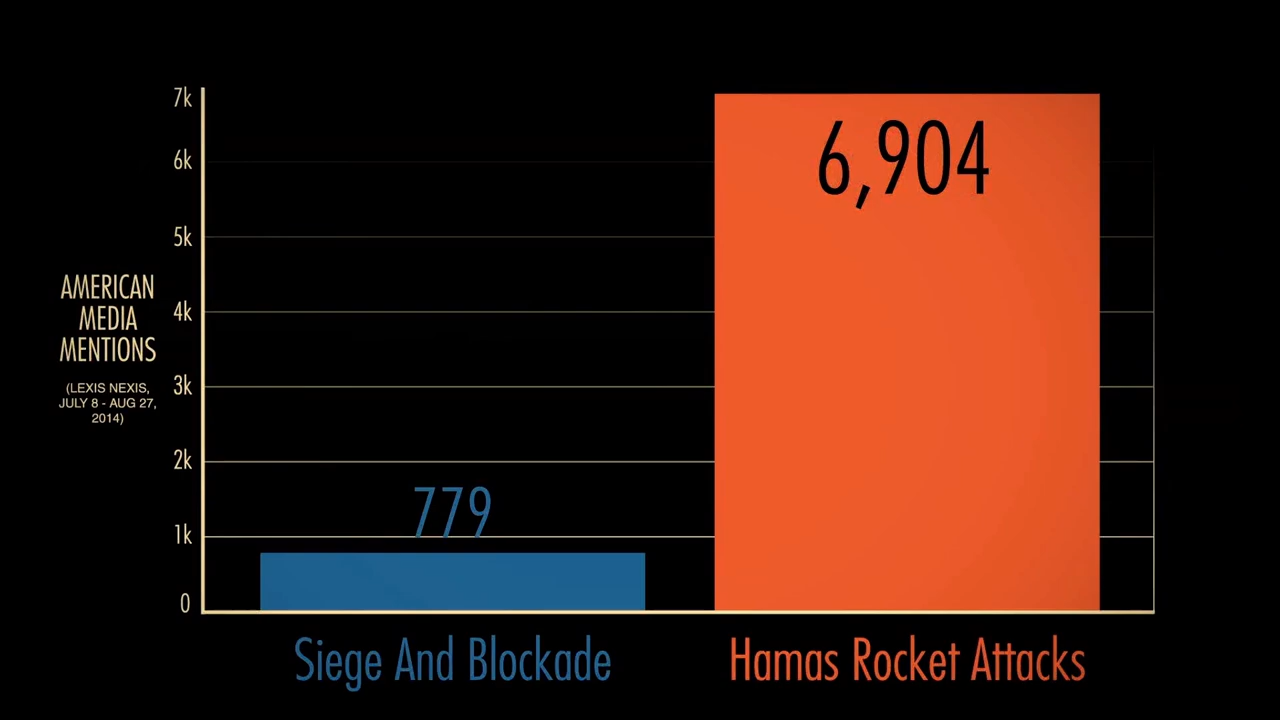 7k
6k
5k
4k
3k
2k
1k
0
AMERICAN
MEDIA
MENTIONS
(LEXIS NEXIS,
JULY 8 - AUG 27,
2014)
779
6,904
Siege And Blockade
Hamas Rocket Attacks